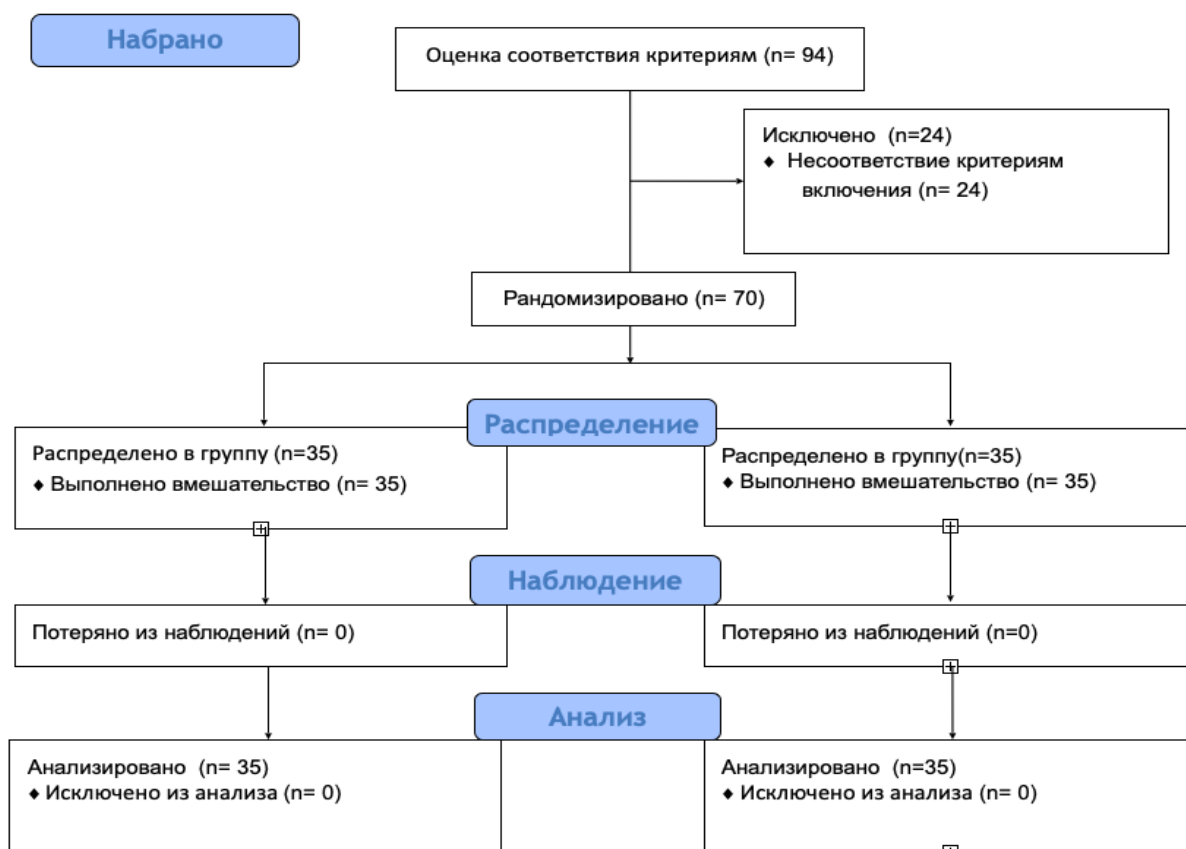 Набрано
Оценка соответствия критериям (n= 94)
Исключено (n=24)
♦ Несоответствие критериям
включения (n= 24)
Рандомизировано (n= 70)
Распределение
Распределено в группу (n=35)
♦ Выполнено вмешательство (n= 35)
Распределено в группу(n=35)
♦ Выполнено вмешательство (n= 35)
Наблюдение
Потеряно из наблюдений (n= 0)
Потеряно из наблюдений (n=0)
Анализ
Анализировано (n= 35)
♦ Исключено из анализа (n= 0)
Анализировано (n=35)
♦ Исключено из анализа (n= 0)